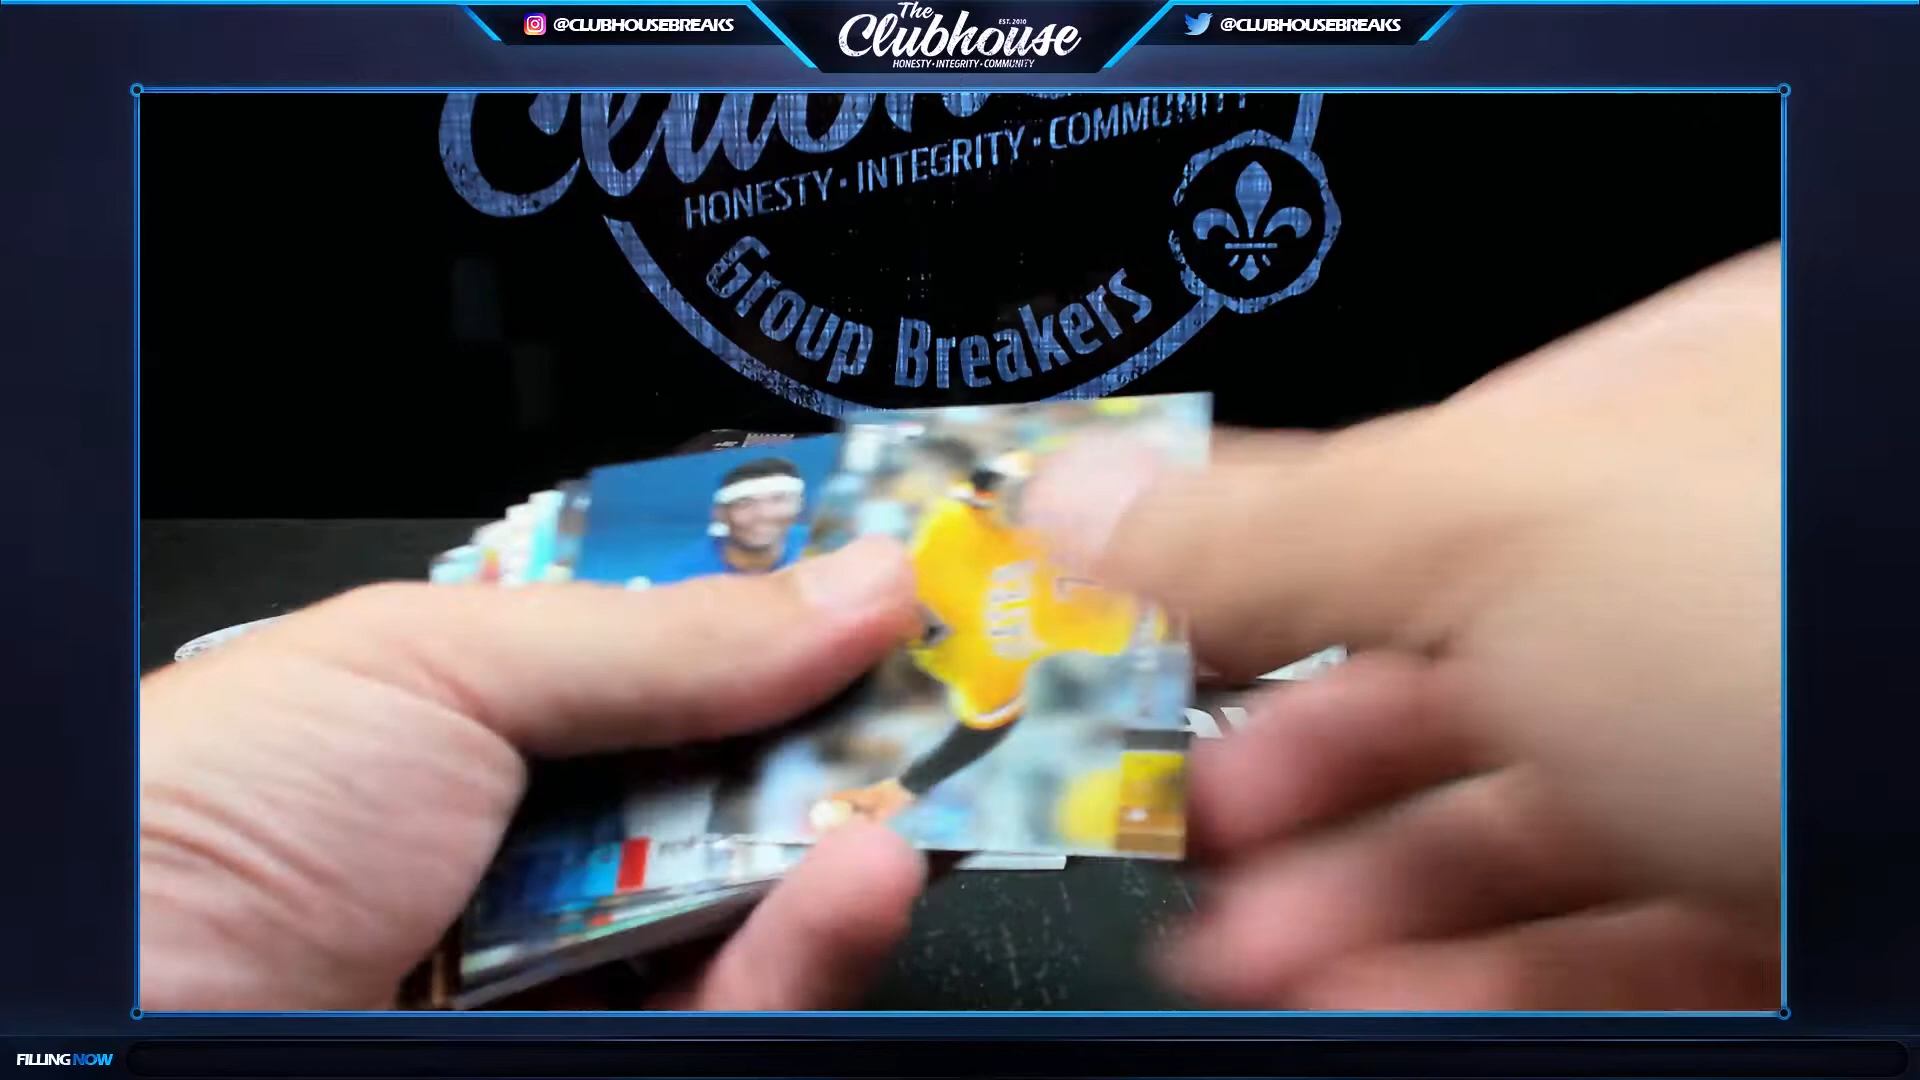 @CLUBHOUSEBREAKS
The
Clubhouse
EST. 2010
HONESTY·INTEGRITY·COMMUNITY
@CLUBHOUSEBREAKS
HONESTY·INTEGRITY·COMMUNITY
Group Breakers
FILLING NOW